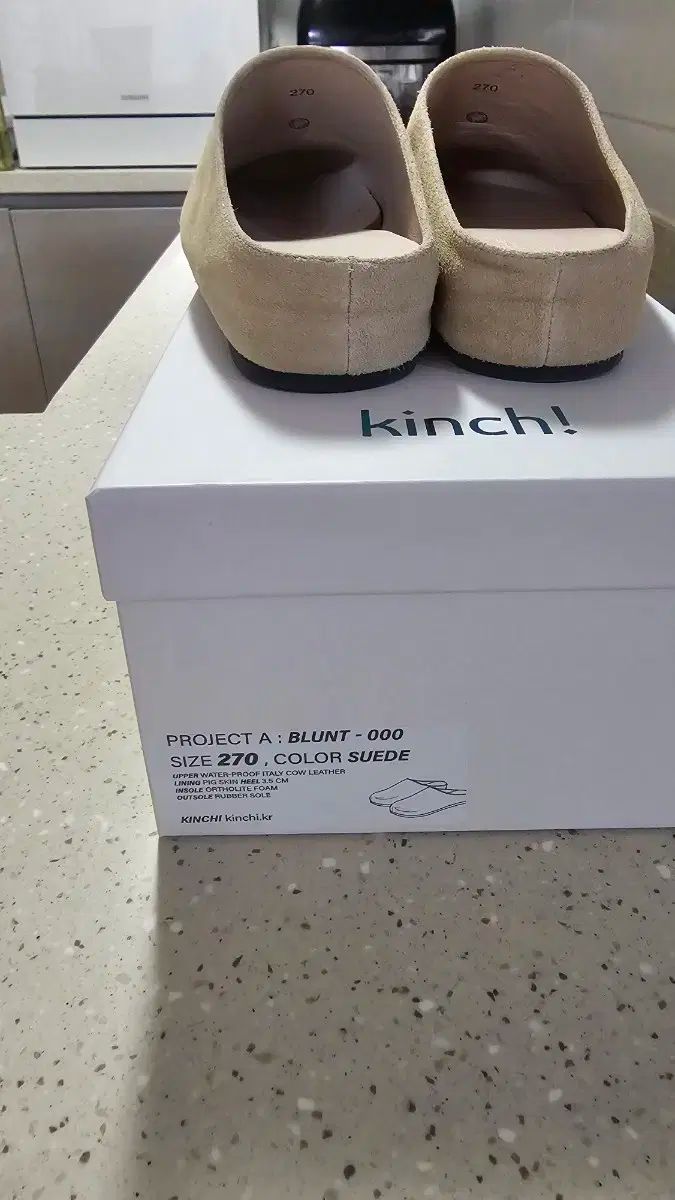 270
270
kinch!
PROJECT A : BLUNT - 000
SIZE 270 , COLOR SUEDE
UPPER WATER-PROOF ITALY COW LEATHER
LINING PIG SKIN HEEL 3.5 CM
INSOLE ORTHOLITE FOAM
OUTSOLE RUBBER SOLE
KINCHI kinchi.kr